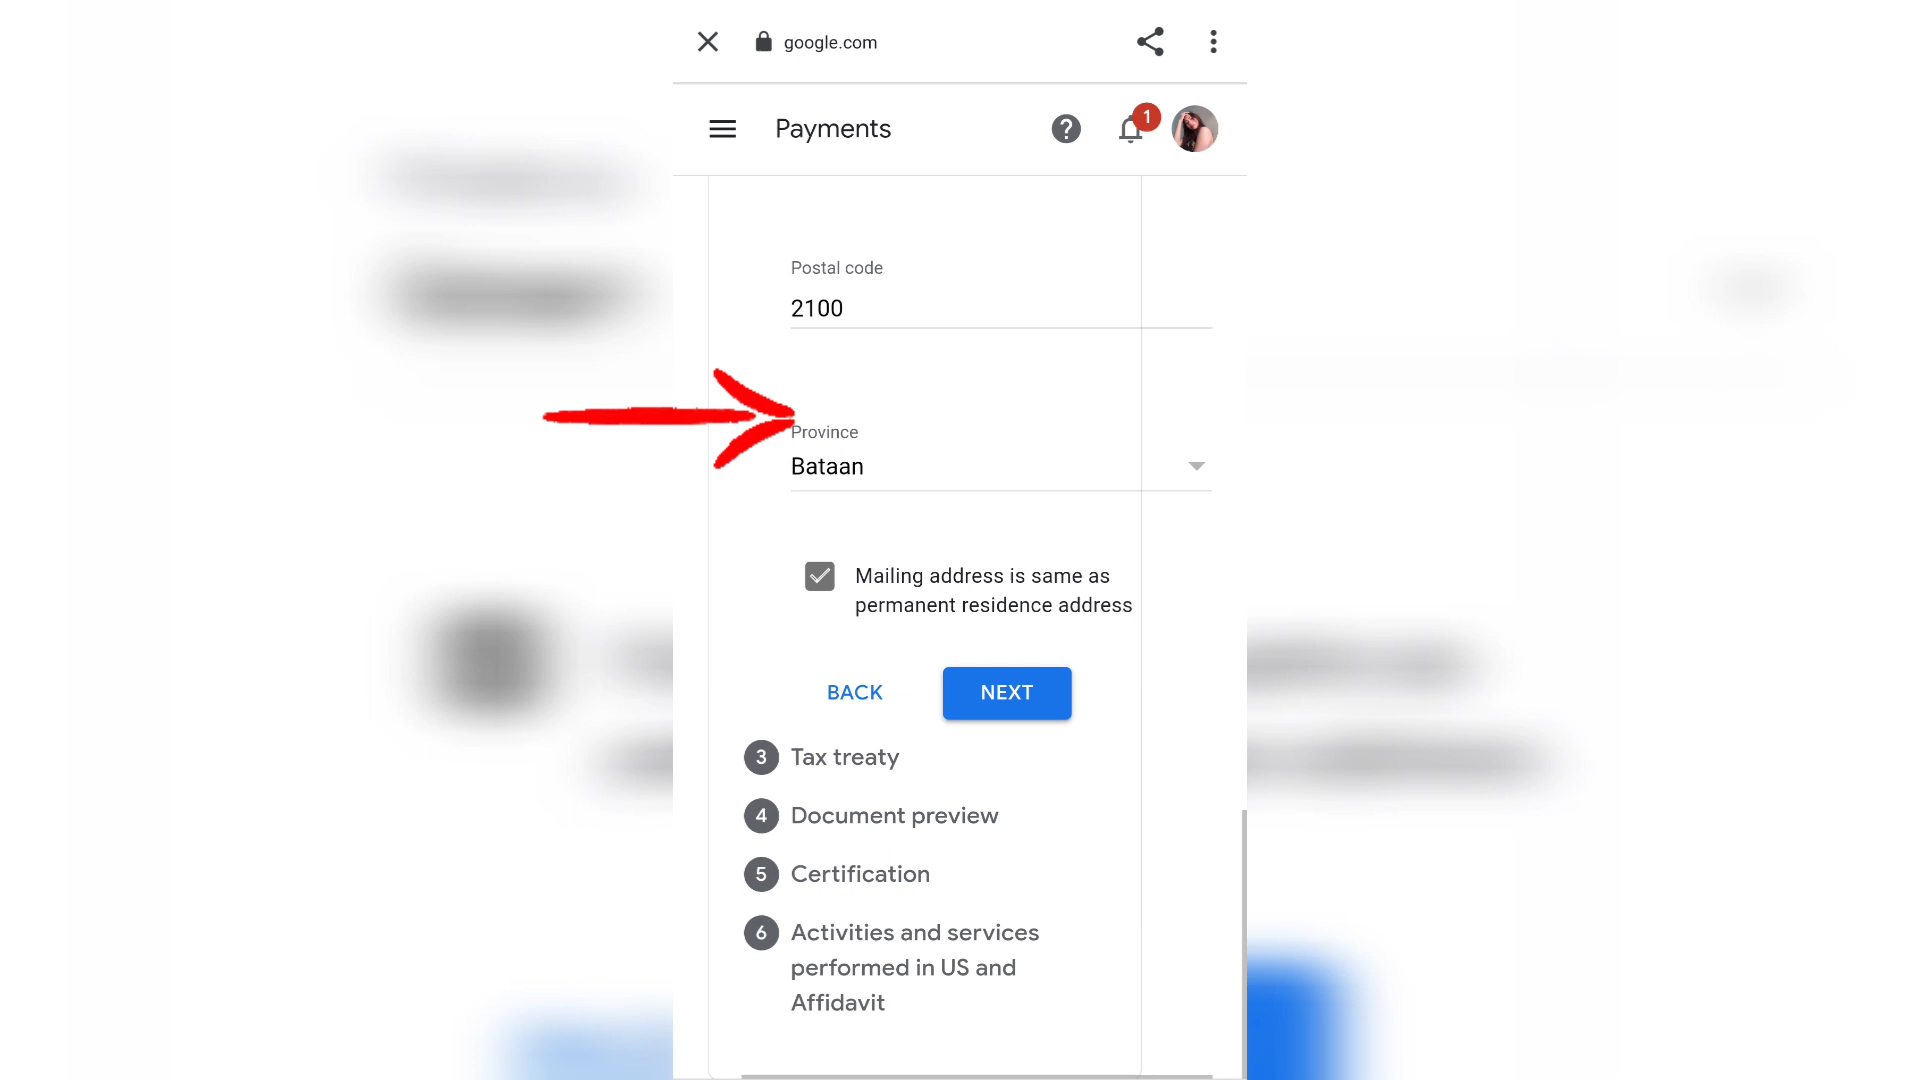 google.com
Payments
1
Postal code
2100
Province
Bataan
Mailing address is same as
permanent residence address
BACK
NEXT
3 Tax treaty
4 Document preview
5 Certification
6 Activities and services
performed in US and
Affidavit